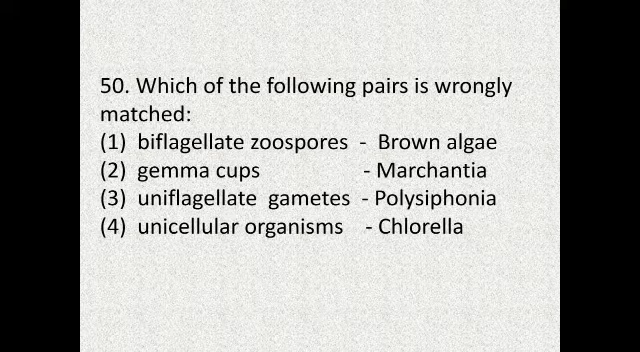 50. Which of the following pairs is wrongly
matched:
(1) biflagellate zoospores - Brown algae
(2) gemma cups - Marchantia
(3) uniflagellate gametes - Polysiphonia
(4) unicellular organisms - Chlorella